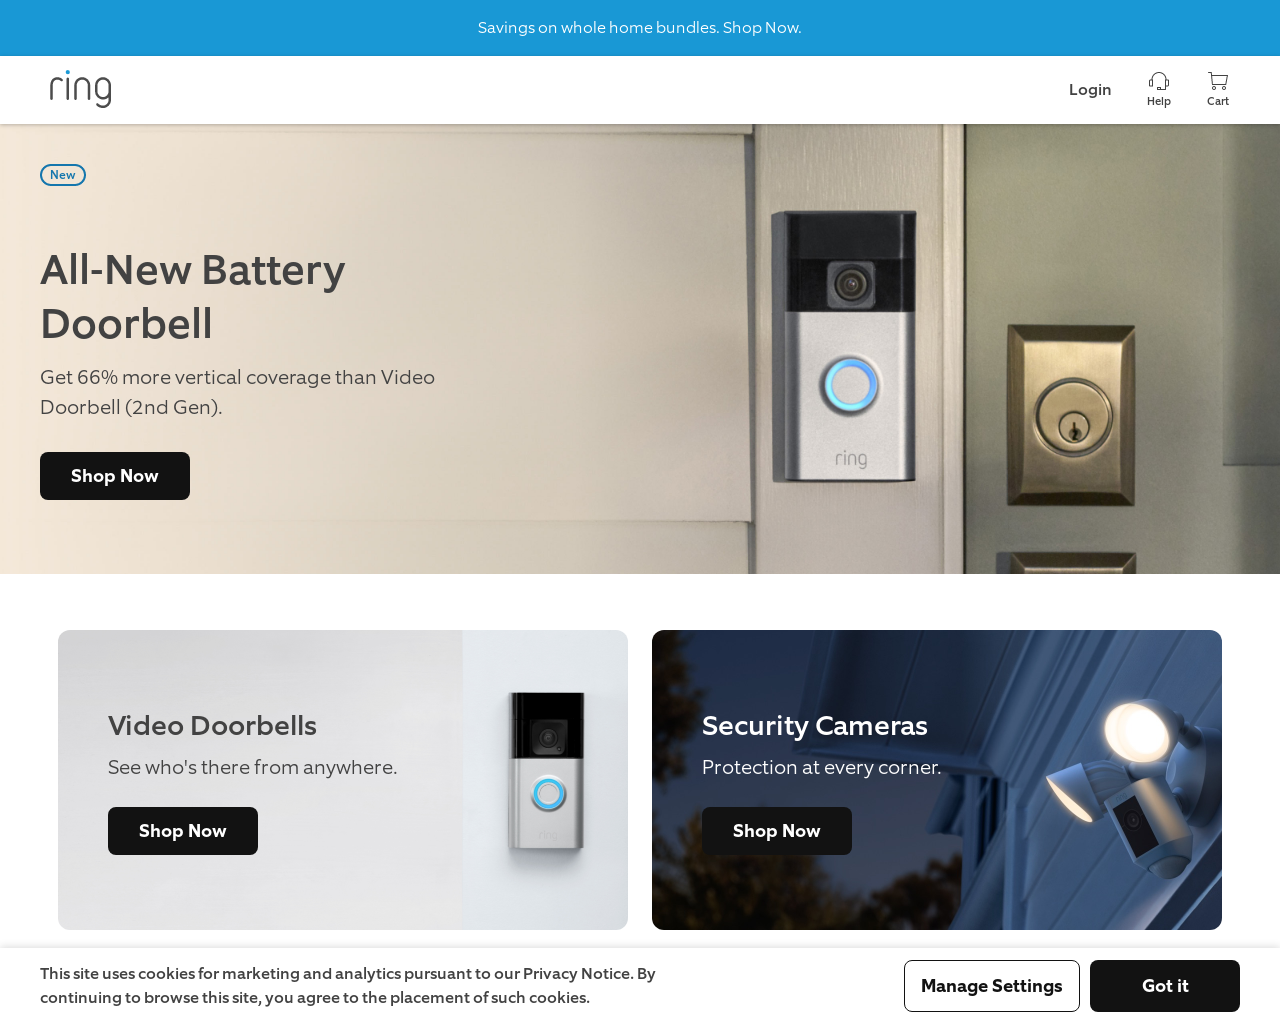 Savings on whole home bundles. Shop Now.
ring
Login
Help
Cart
New
All-New Battery
Doorbell
Get 66% more vertical coverage than Video
Doorbell (2nd Gen).
Shop Now
ring
Video Doorbells
See who's there from anywhere.
Shop Now
ring
Security Cameras
Protection at every corner.
Shop Now
This site uses cookies for marketing and analytics pursuant to our Privacy Notice. By
continuing to browse this site, you agree to the placement of such cookies.
Manage Settings
Got it